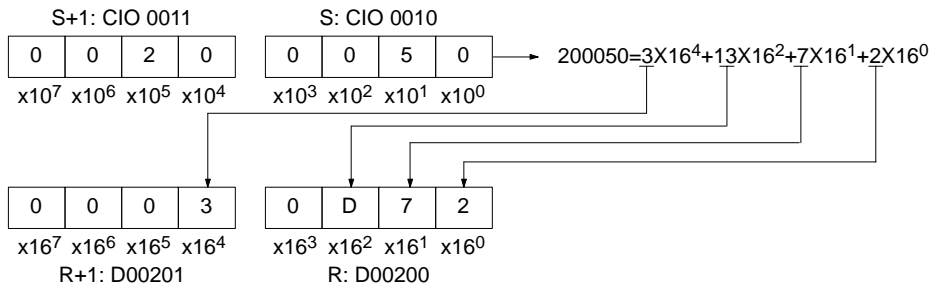 S+1: CIO 0011 S: CIO 0010
0 0 2 0 0 0 5 0 200050=3X16⁴+13X16²+7X16¹+2X16⁰
x10⁷ x10⁶ x10⁵ x10⁴ x10³ x10² x10¹ x10⁰
0 0 0 3 0 D 7 2
x16⁷ x16⁶ x16⁵ x16⁴ x16³ x16² x16¹ x16⁰
R+1: D00201 R: D00200